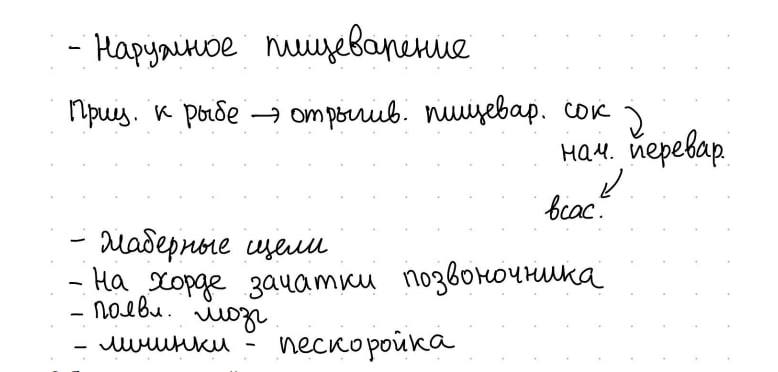 - Наружное пищеварение
Приц. к рыбе → отрыгив. пищевар. сок
нач. перевар.
всас.
- Жаберные щели
- На хорде зачатки позвоночника
- появл. мозг
- личинки - пескоройка